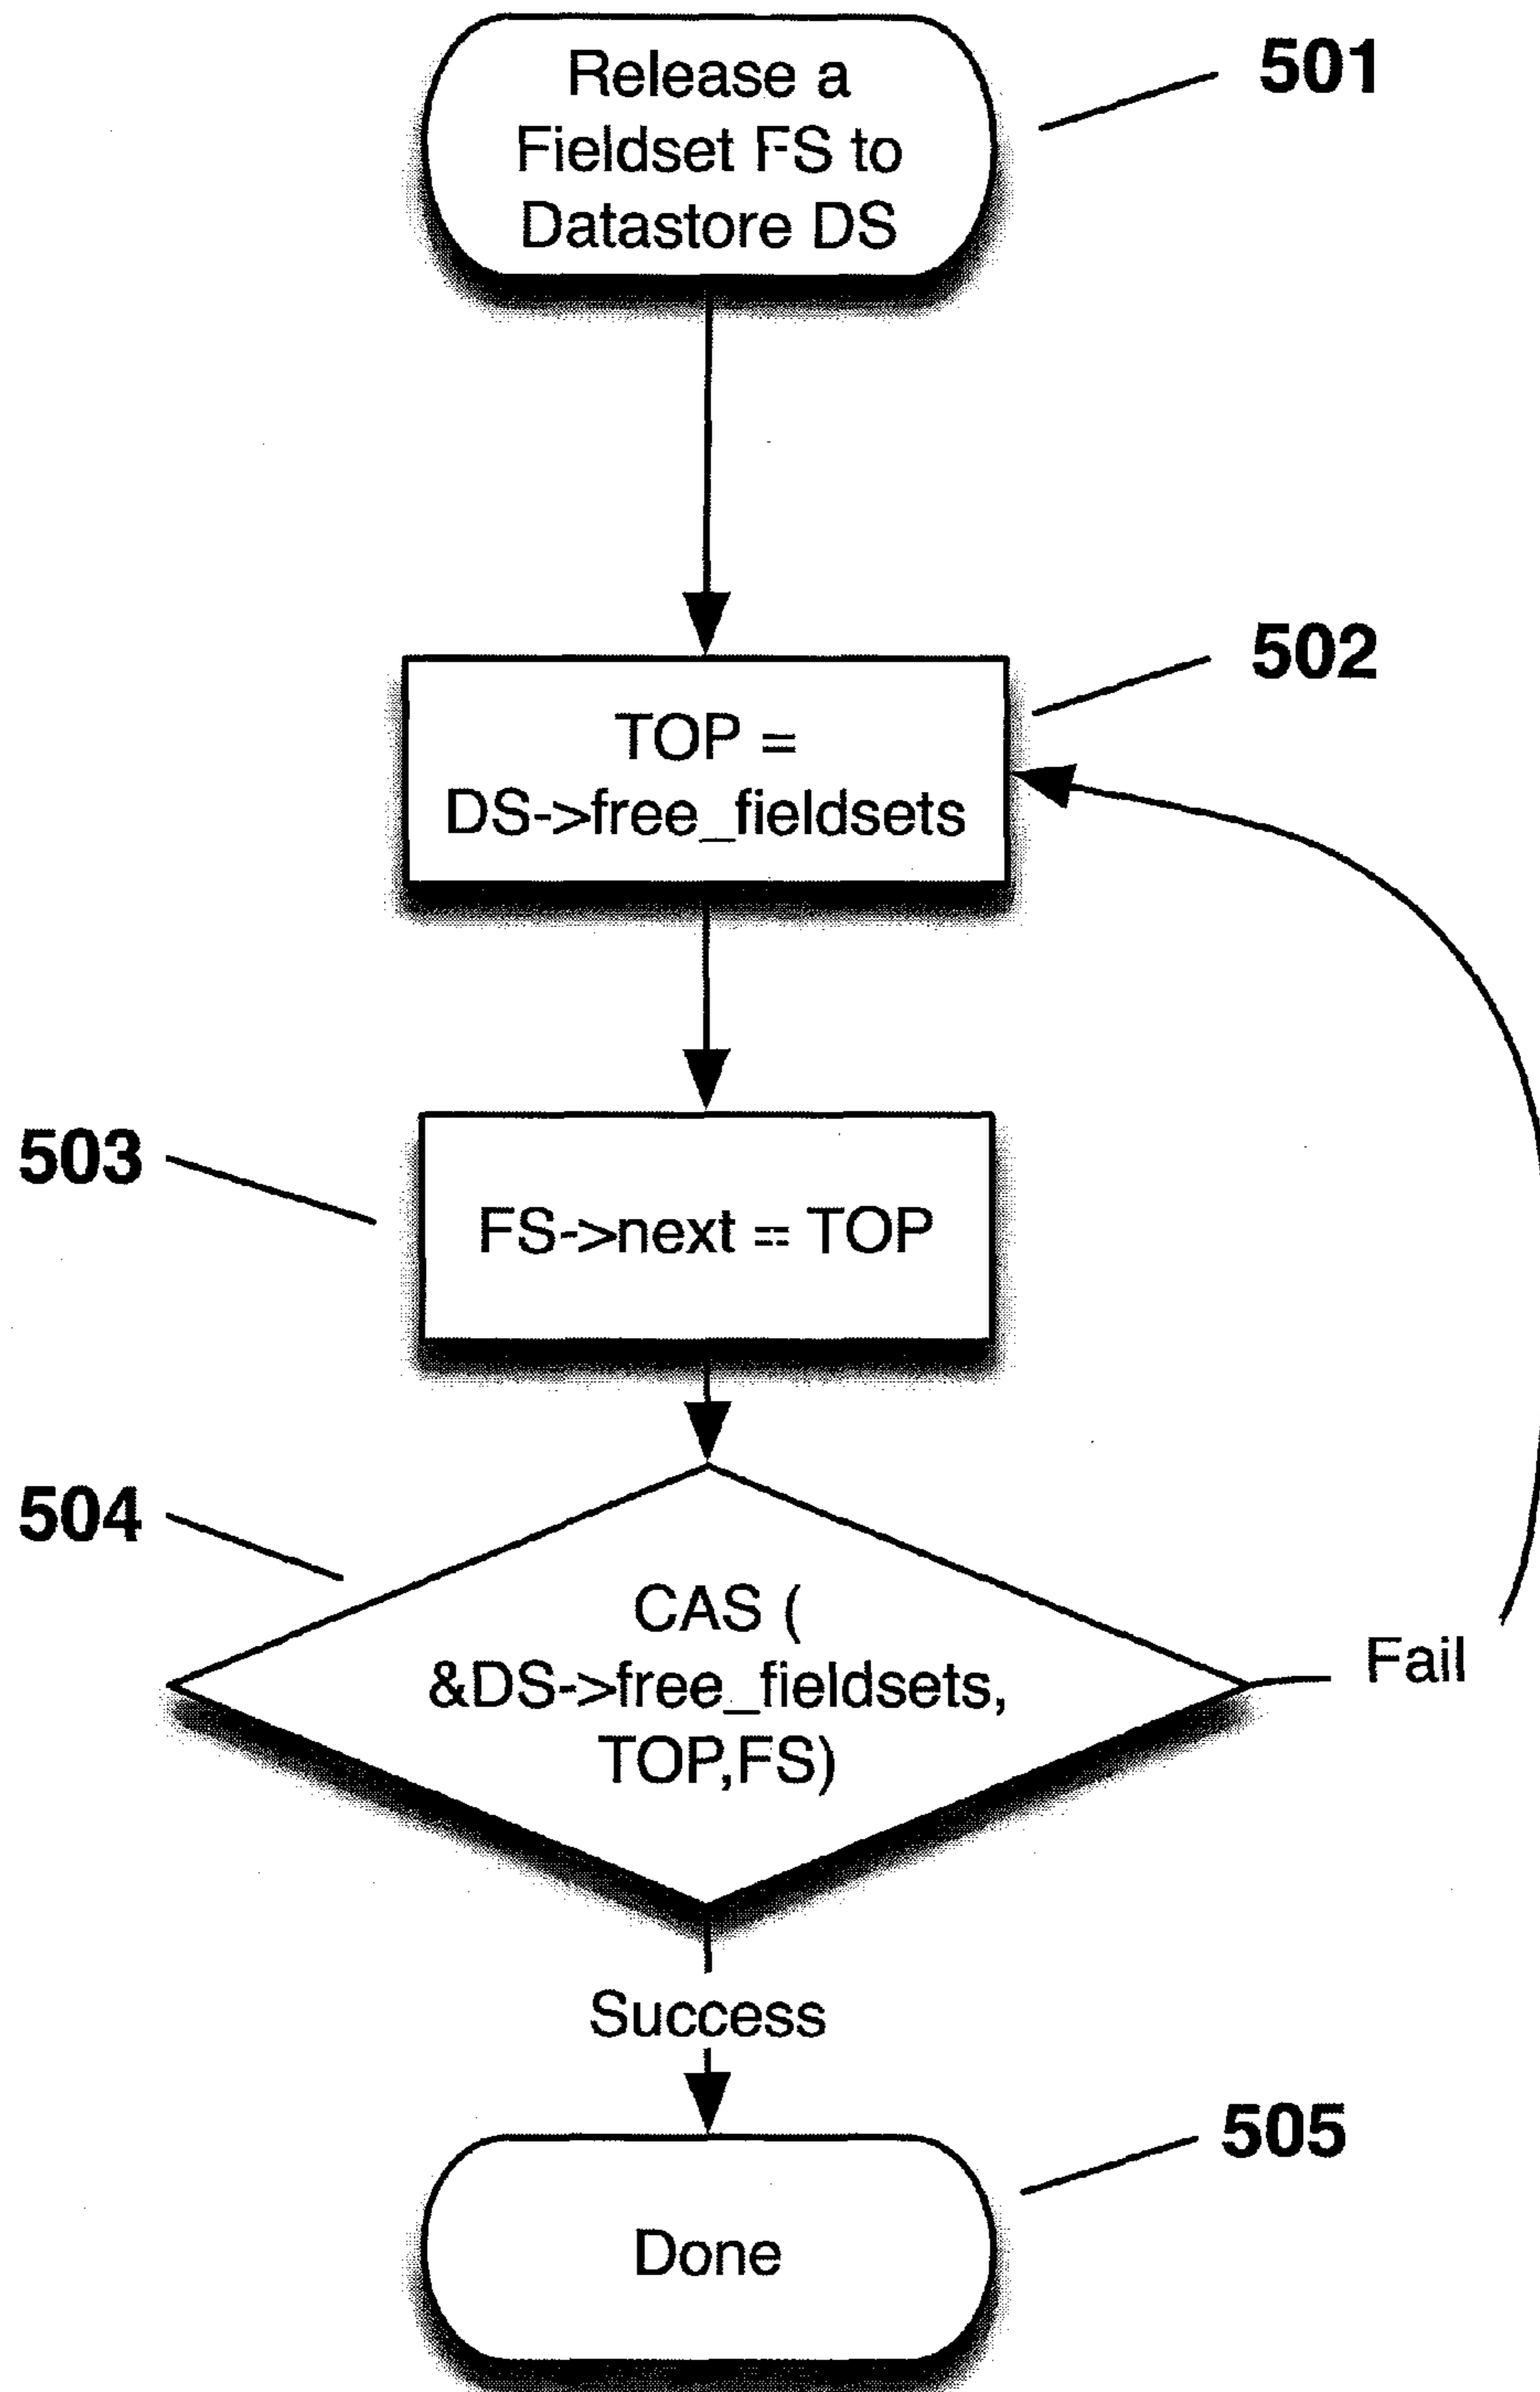 Release a
Fieldset FS to
Datastore DS
501
TOP =
DS->free_fieldsets
502
503
FS->next = TOP
504
CAS (
&DS->free_fieldsets,
TOP,FS)
Fail
Success
505
Done